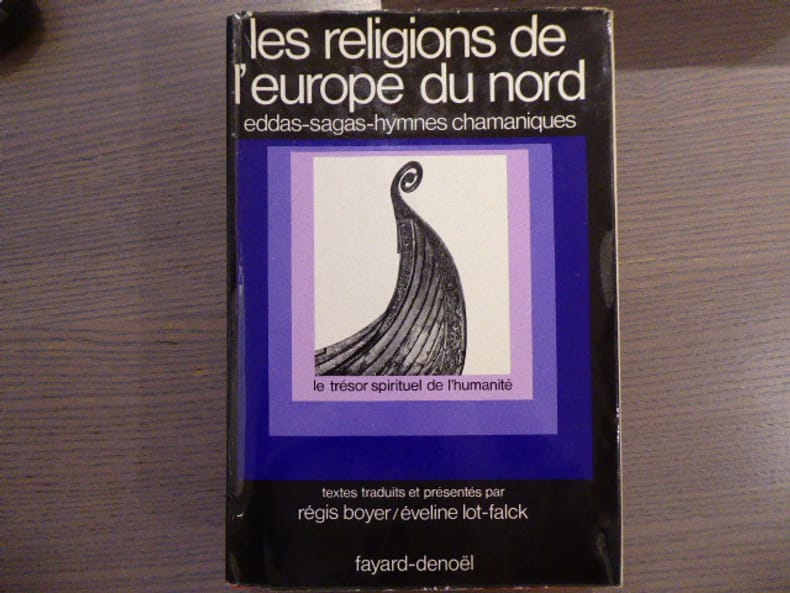 les religions de
l'europe du nord
eddas-sagas-hymnes chamaniques
le trésor spirituel de l'humanité
textes traduits et présentés par
régis boyer/éveline lot-falck
fayard-denoël